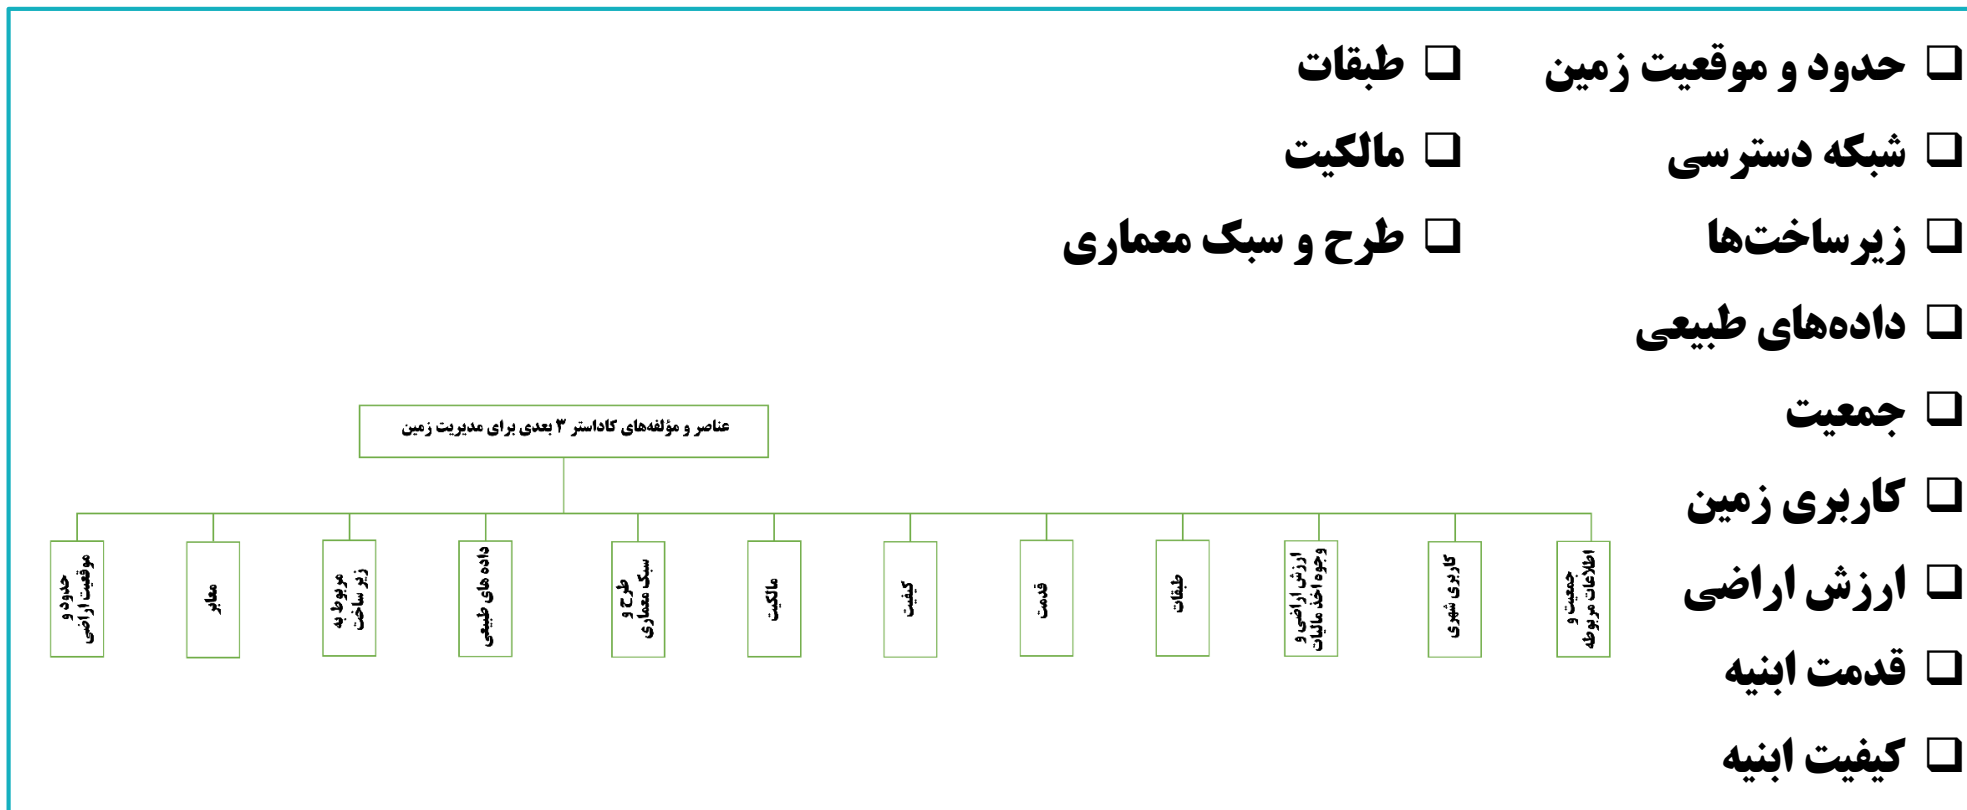 حدود و موقعیت زمین
شبکه دسترسی
زیرساخت‌ها
داده‌های طبیعی
جمعیت
کاربری زمین
ارزش اراضی
قدمت ابنیه
کیفیت ابنیه
طبقات
مالکیت
طرح و سبک معماری
عناصر و مؤلفه‌های کاداستر ۳ بعدی برای مدیریت زمین
جمعیت و
اطلاعات مربوطه
کاربری شهری
ارزش اراضی و
وجوه اخذ مالیات
طبقات
قدمت
کیفیت
مالکیت
طرح و
سبک معماری
داده های طبیعی
مربوط به
زیر ساخت
معابر
حدود و
موقعیت اراضی